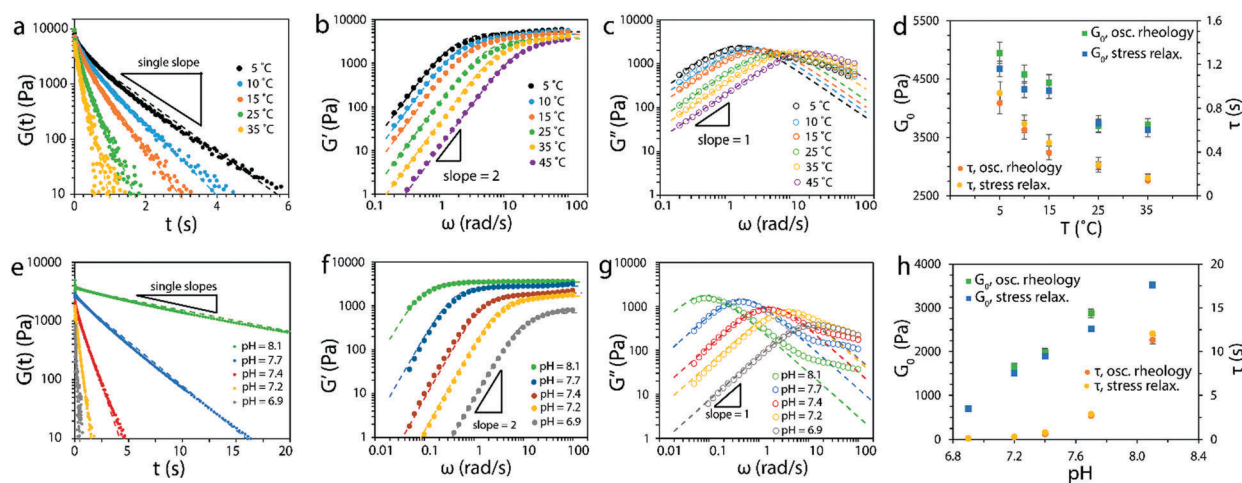 a
10000
1000
100
10
G(t) (Pa)
0 2 4 6
t (s)
single slope
5 ˚C
10 ˚C
15 ˚C
25 ˚C
35 ˚C
b
10000
1000
100
10
1
G' (Pa)
0.1 1 10 100
ω (rad/s)
5 ˚C
10 ˚C
15 ˚C
25 ˚C
35 ˚C
45 ˚C
slope = 2
c
10000
1000
100
10
1
G" (Pa)
0.1 1 10 100
ω (rad/s)
slope = 1
5 ˚C
10 ˚C
15 ˚C
25 ˚C
35 ˚C
45 ˚C
d
5500
4500
3500
2500
G0 (Pa)
1.6
1.2
0.8
0.4
0
τ (s)
G0, osc. rheology
G0, stress relax.
τ, osc. rheology
τ, stress relax.
5 15 25 35
T (˚C)
e
10000
1000
100
10
G(t) (Pa)
0 5 10 15 20
t (s)
single slopes
pH = 8.1
pH = 7.7
pH = 7.4
pH = 7.2
pH = 6.9
f
10000
1000
100
10
1
G' (Pa)
0.01 0.1 1 10 100
ω (rad/s)
pH = 8.1
pH = 7.7
pH = 7.4
pH = 7.2
pH = 6.9
slope = 2
g
10000
1000
100
10
1
G" (Pa)
0.01 0.1 1 10 100
ω (rad/s)
slope = 1
pH = 8.1
pH = 7.7
pH = 7.4
pH = 7.2
pH = 6.9
h
4000
3000
2000
1000
0
G0 (Pa)
20
15
10
5
0
τ (s)
G0, osc. rheology
G0, stress relax.
τ, osc. rheology
τ, stress relax.
6.8 7.2 7.6 8.0 8.4
pH